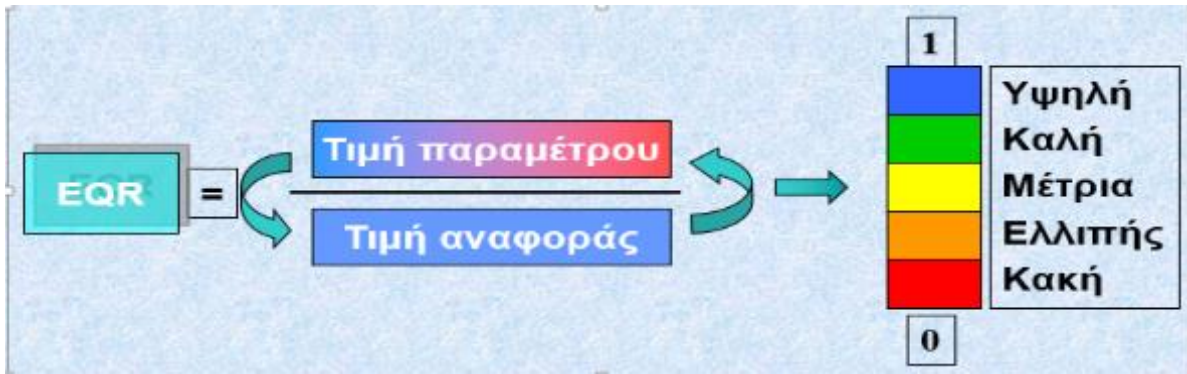 EQR = Τιμή παραμέτρου
Τιμή αναφοράς
1
Υψηλή
Καλή
Μέτρια
Ελλιπής
Κακή
0